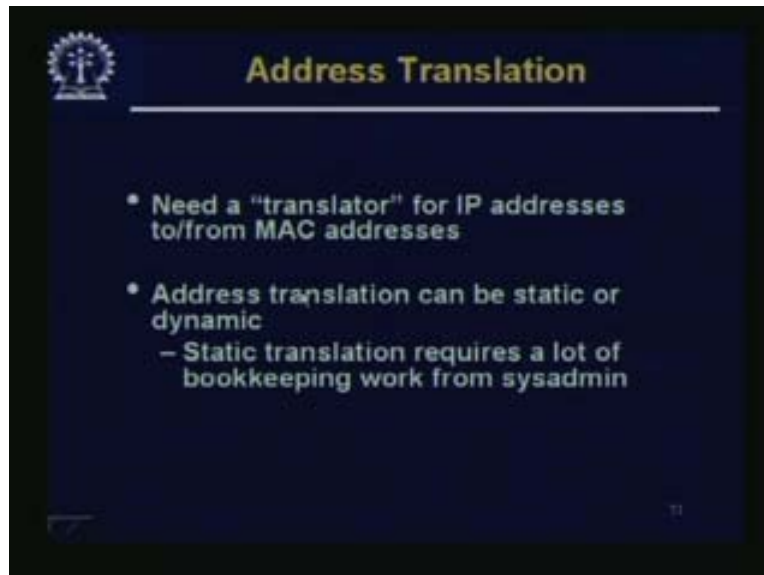 Address Translation
• Need a “translator” for IP addresses
to/from MAC addresses
• Address translation can be static or
dynamic
– Static translation requires a lot of
bookkeeping work from sysadmin